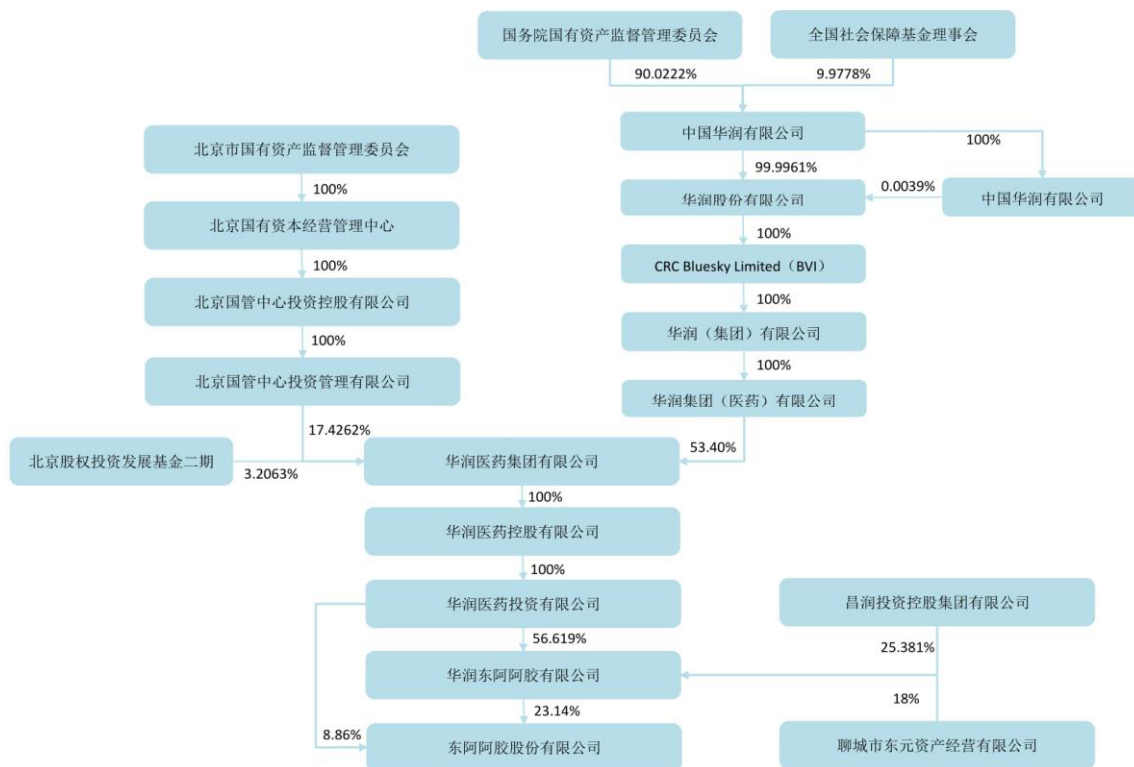 国务院国有资产监督管理委员会
全国社会保障基金理事会
90.0222%
9.9778%
中国华润有限公司
100%
北京市国有资产监督管理委员会
99.9961%
0.0039%
100%
华润股份有限公司
中国华润有限公司
北京国有资本经营管理中心
100%
100%
CRC Bluesky Limited（BVI）
北京国管中心投资控股有限公司
100%
100%
华润（集团）有限公司
100%
北京国管中心投资管理有限公司
华润集团（医药）有限公司
17.4262%
53.40%
北京股权投资发展基金二期
华润医药集团有限公司
3.2063%
100%
华润医药控股有限公司
100%
华润医药投资有限公司
昌润投资控股集团有限公司
56.619%
25.381%
华润东阿阿胶有限公司
18%
23.14%
8.86%
东阿阿胶股份有限公司
聊城市东元资产经营有限公司